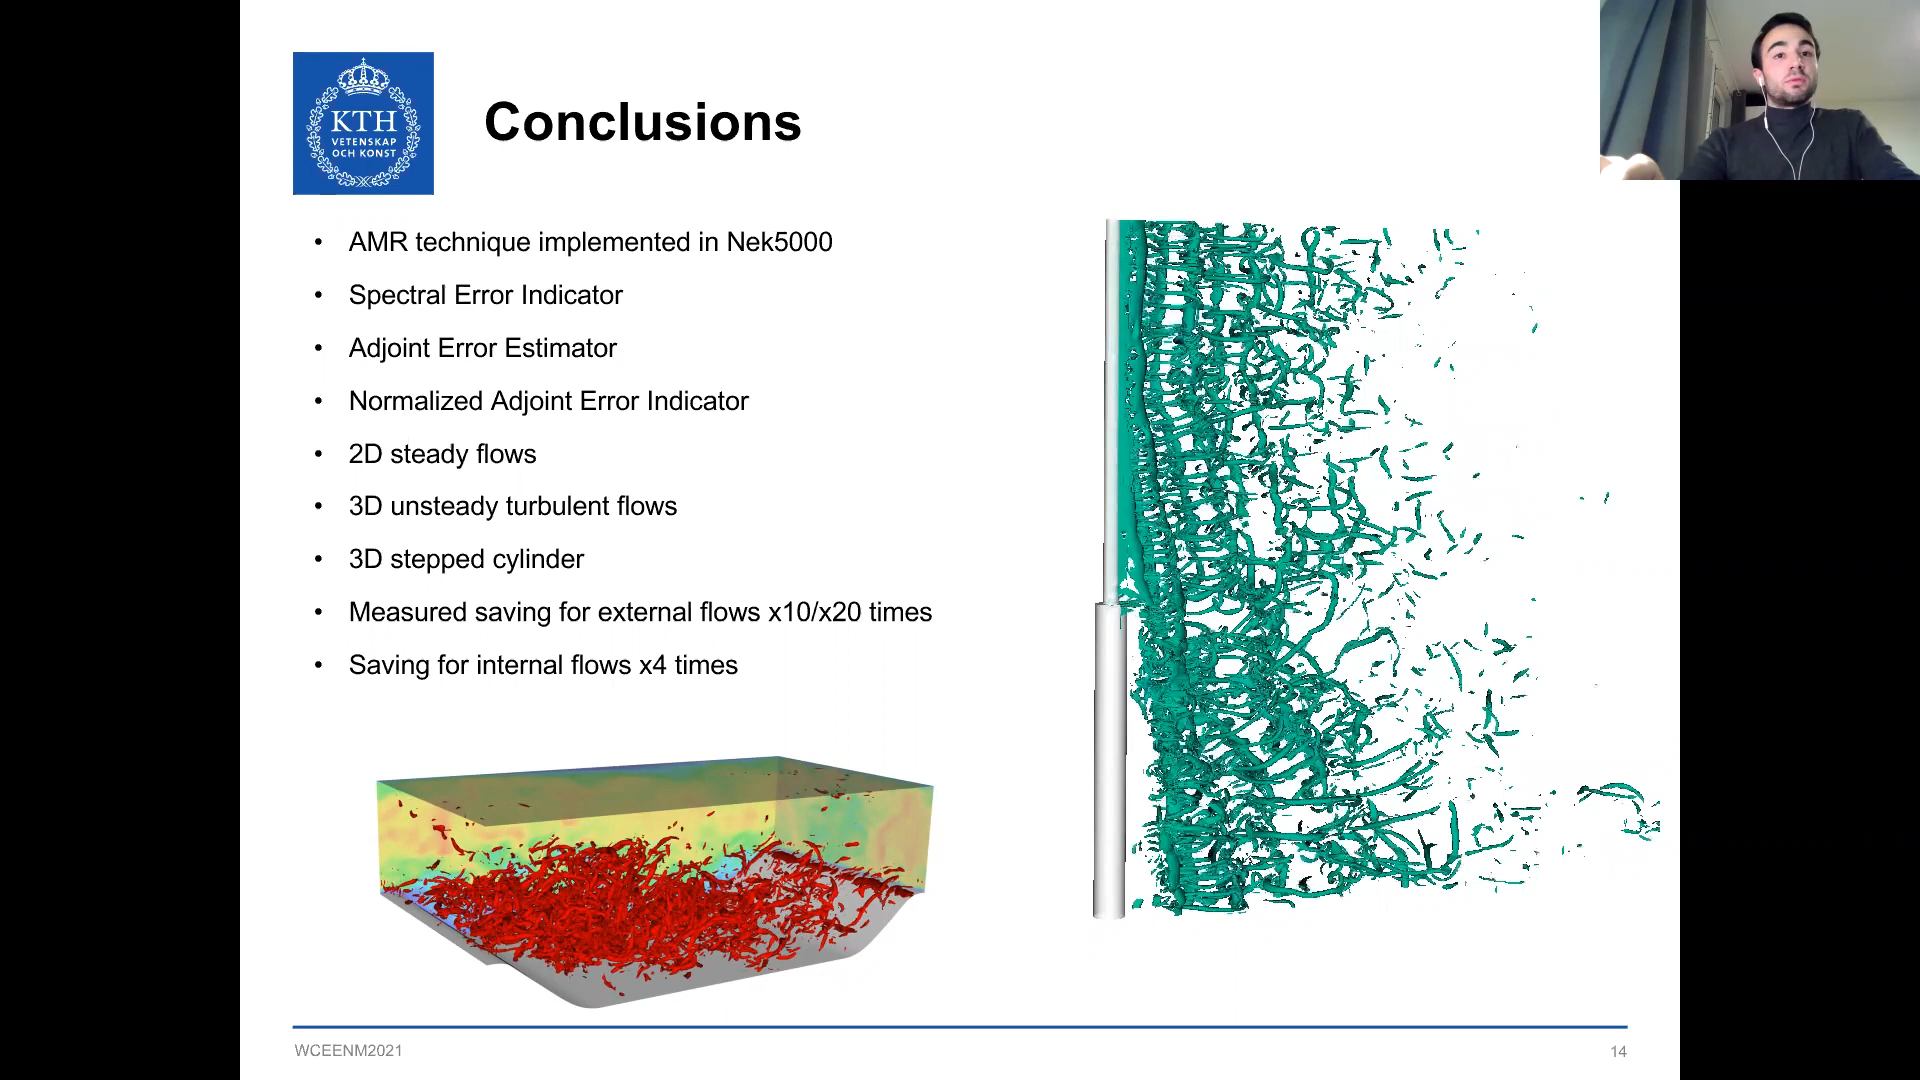 KTH
VETENSKAP
OCH KONST
Conclusions
• AMR technique implemented in Nek5000
• Spectral Error Indicator
• Adjoint Error Estimator
• Normalized Adjoint Error Indicator
• 2D steady flows
• 3D unsteady turbulent flows
• 3D stepped cylinder
• Measured saving for external flows x10/x20 times
• Saving for internal flows x4 times
WCEENM2021
14